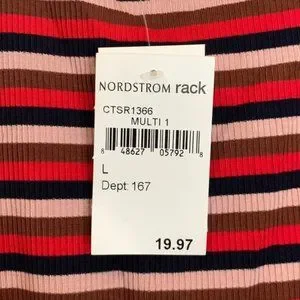 NORDSTROM rack
CTSR1366
MULTI 1
8 48627 05792 8
L
Dept: 167
19.97